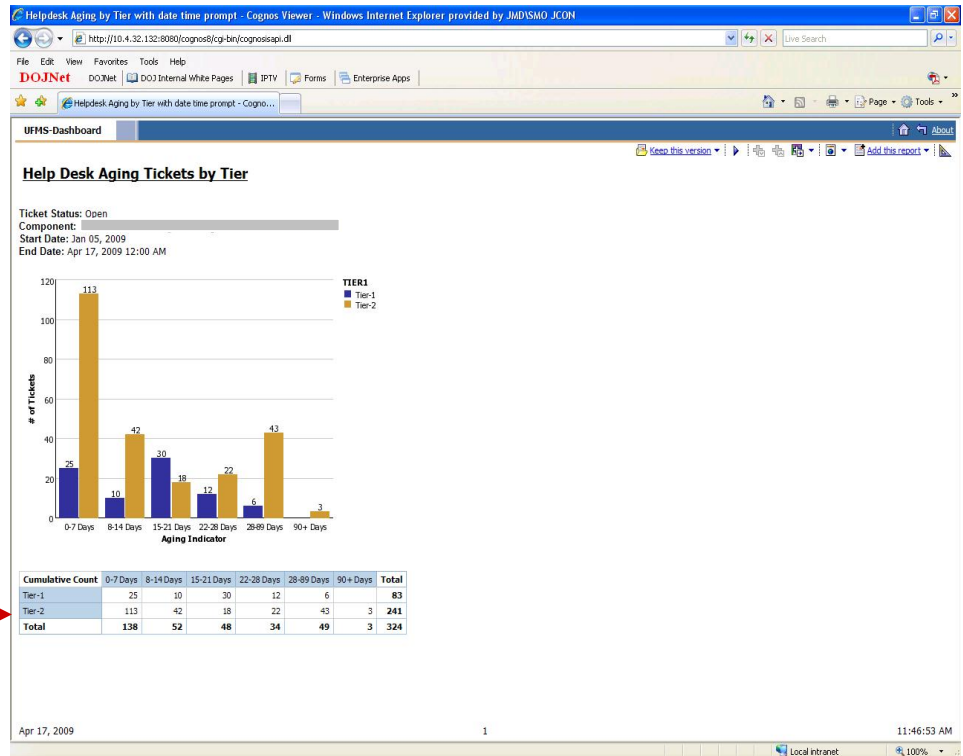 Helpdesk Aging by Tier with date time prompt - Cognos Viewer - Windows Internet Explorer provided by JMD\SMO JCON
http://10.4.32.132:8080/cognos8/cgi-bin/cognosisapi.dll
Live Search
File Edit View Favorites Tools Help
DOJNet DOJNet DOJ Internal White Pages IPTV Forms Enterprise Apps
Helpdesk Aging by Tier with date time prompt - Cogno... Page Tools »
UFMS-Dashboard About
Keep this version Add this report
Help Desk Aging Tickets by Tier
Ticket Status: Open
Component:
Start Date: Jan 05, 2009
End Date: Apr 17, 2009 12:00 AM
TIER1
Tier-1
Tier-2
# of Tickets
120
100
80
60
40
20
0
25 113 10 42 30 18 12 22 6 43 3
0-7 Days 8-14 Days 15-21 Days 22-28 Days 28-89 Days 90+ Days
Aging Indicator
Cumulative Count 0-7 Days 8-14 Days 15-21 Days 22-28 Days 28-89 Days 90+ Days Total
Tier-1 25 10 30 12 6 83
Tier-2 113 42 18 22 43 3 241
Total 138 52 48 34 49 3 324
Apr 17, 2009 1 11:46:53 AM
Local intranet 100%